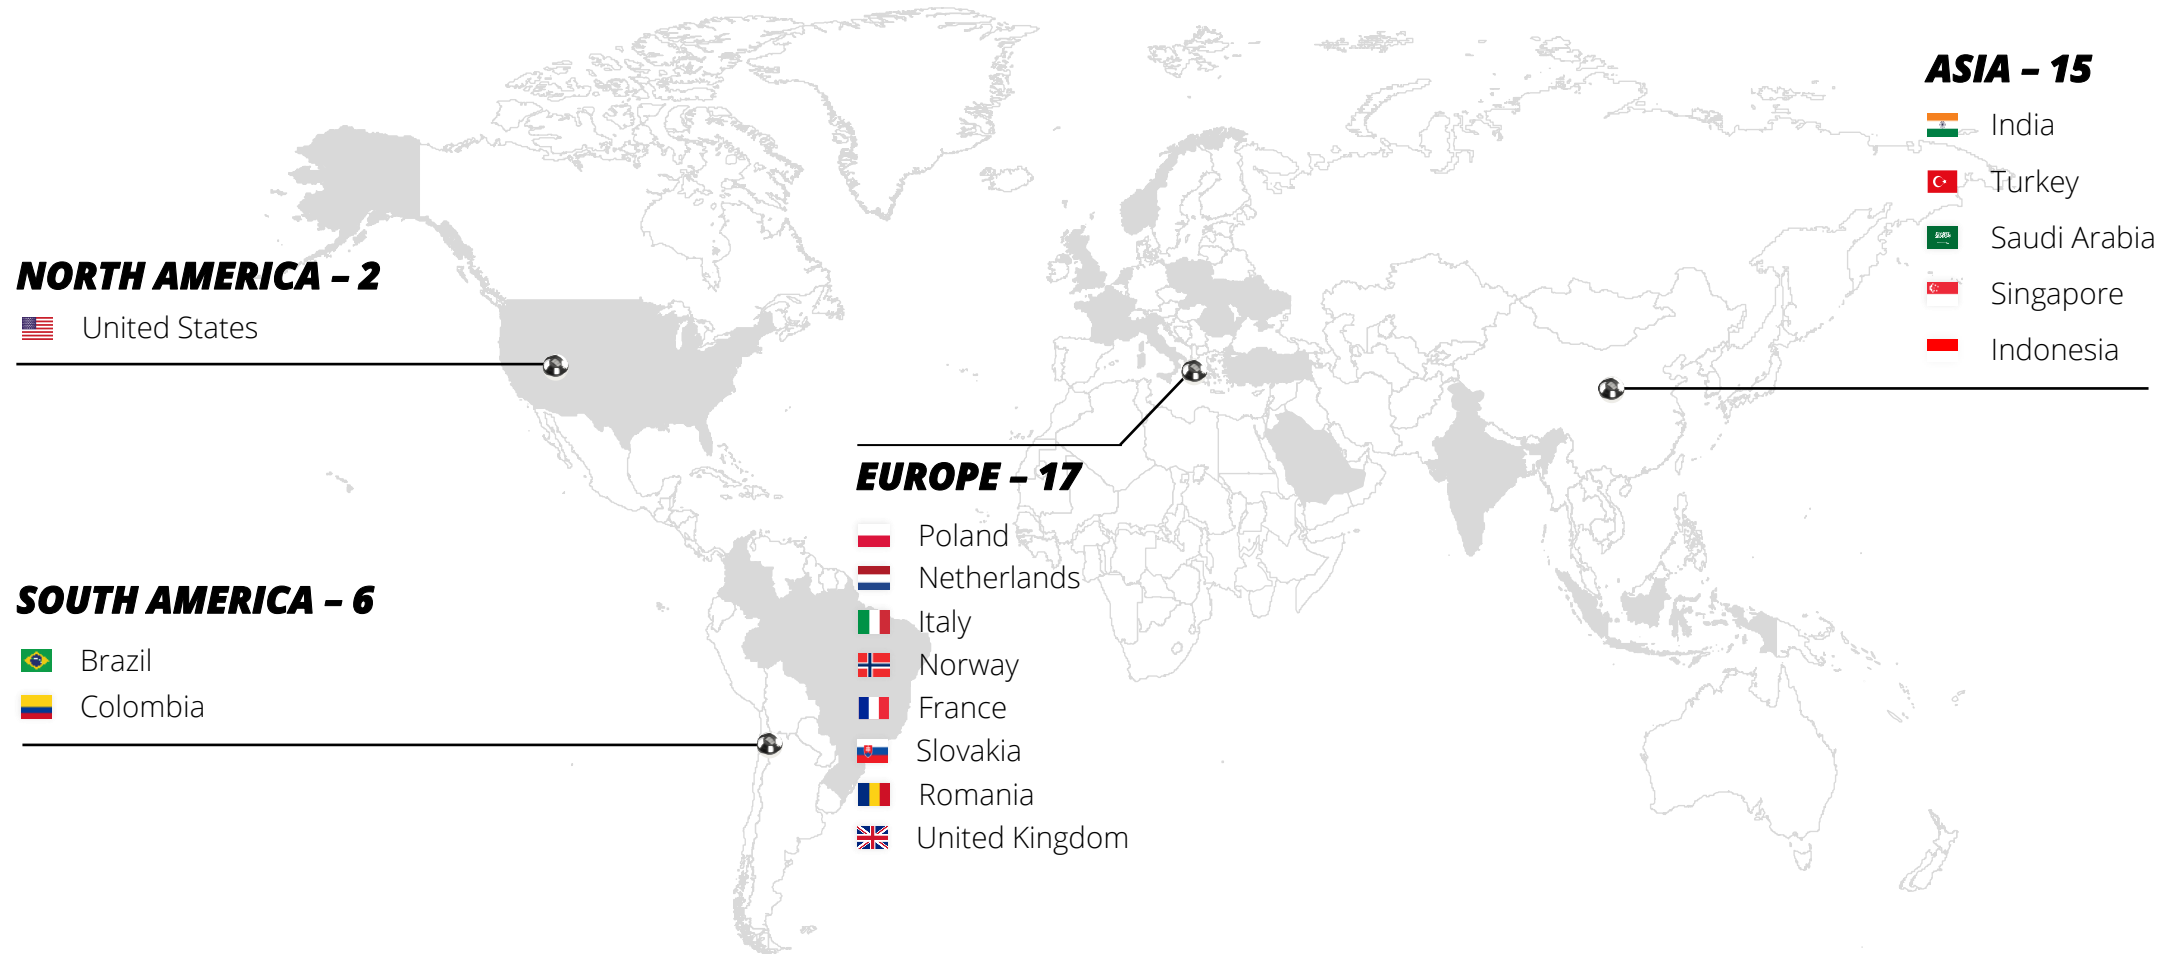 NORTH AMERICA – 2
United States
SOUTH AMERICA – 6
Brazil
Colombia
EUROPE – 17
Poland
Netherlands
Italy
Norway
France
Slovakia
Romania
United Kingdom
ASIA – 15
India
Turkey
Saudi Arabia
Singapore
Indonesia